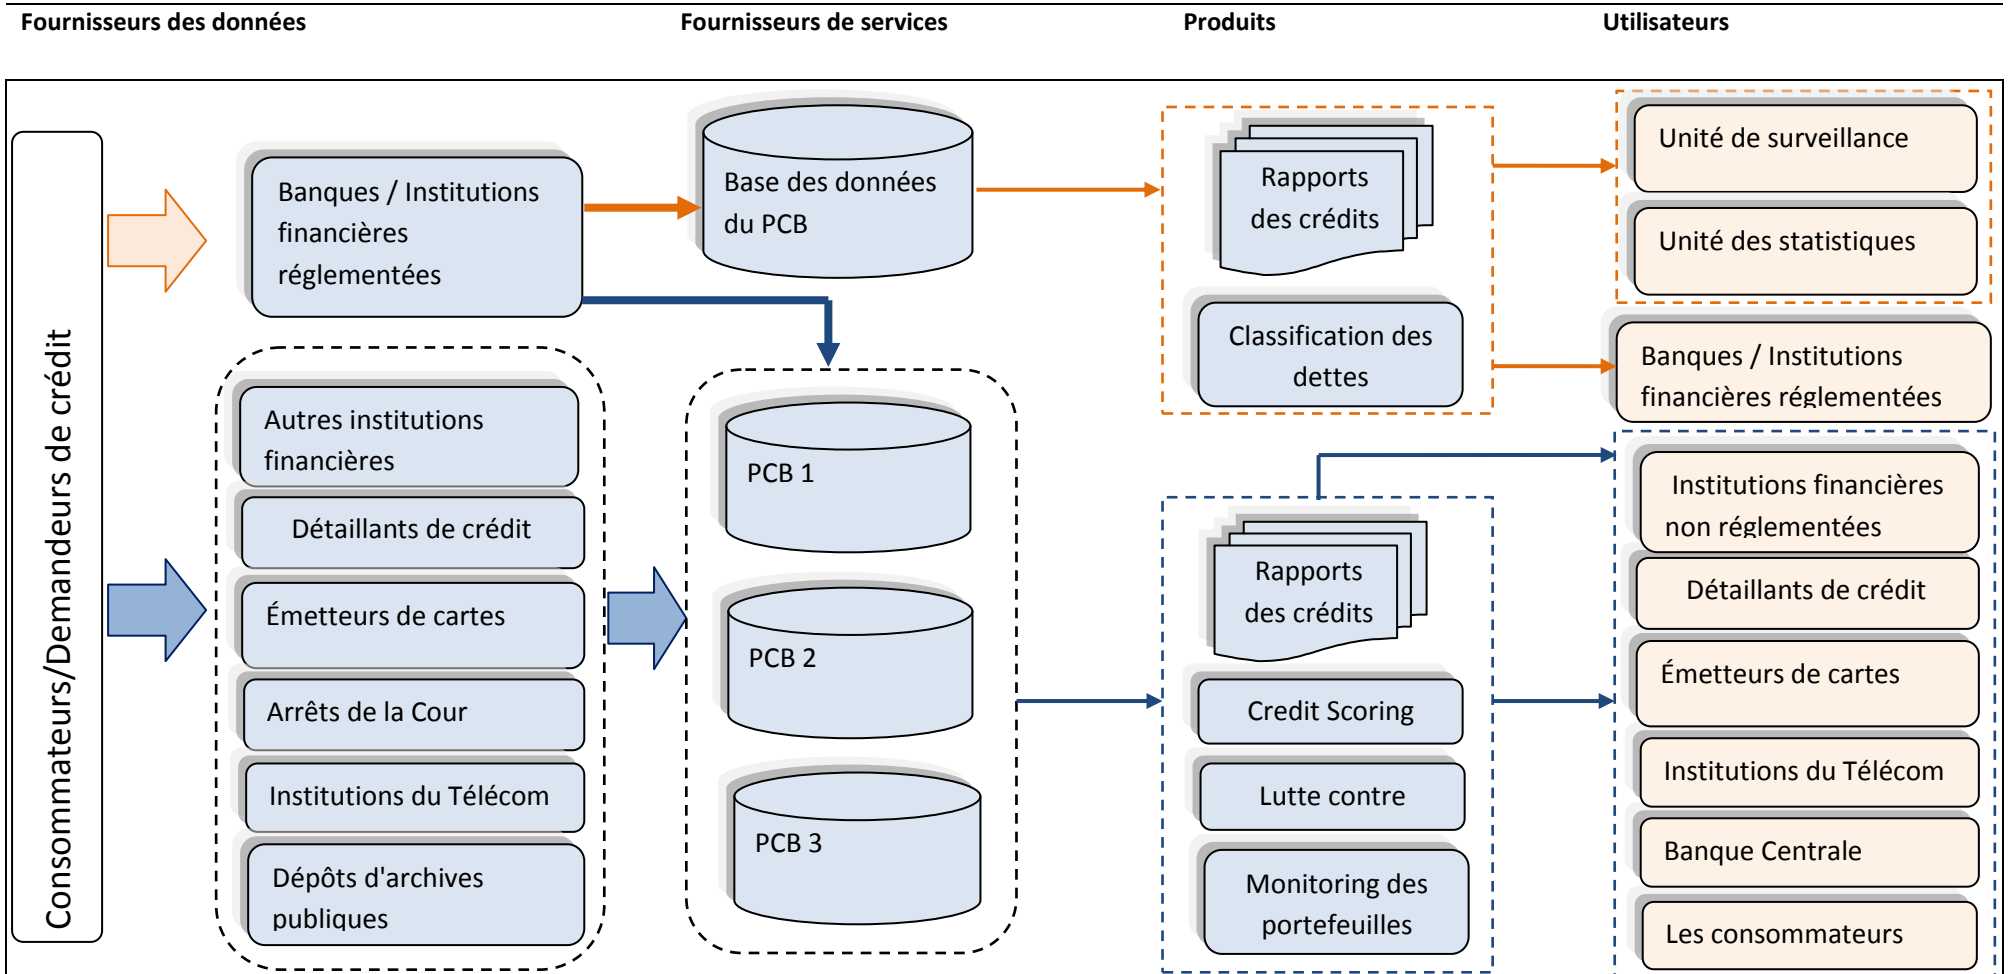 Fournisseurs des données
Fournisseurs de services
Produits
Utilisateurs
Consommateurs/Demandeurs de crédit
Banques / Institutions
financières
réglementées
Autres institutions
financières
Détaillants de crédit
Émetteurs de cartes
Arrêts de la Cour
Institutions du Télécom
Dépôts d'archives
publiques
Base des données
du PCB
PCB 1
PCB 2
PCB 3
Rapports
des crédits
Classification des
dettes
Rapports
des crédits
Credit Scoring
Lutte contre
Monitoring des
portefeuilles
Unité de surveillance
Unité des statistiques
Banques / Institutions
financières réglementées
Institutions financières
non réglementées
Détaillants de crédit
Émetteurs de cartes
Institutions du Télécom
Banque Centrale
Les consommateurs